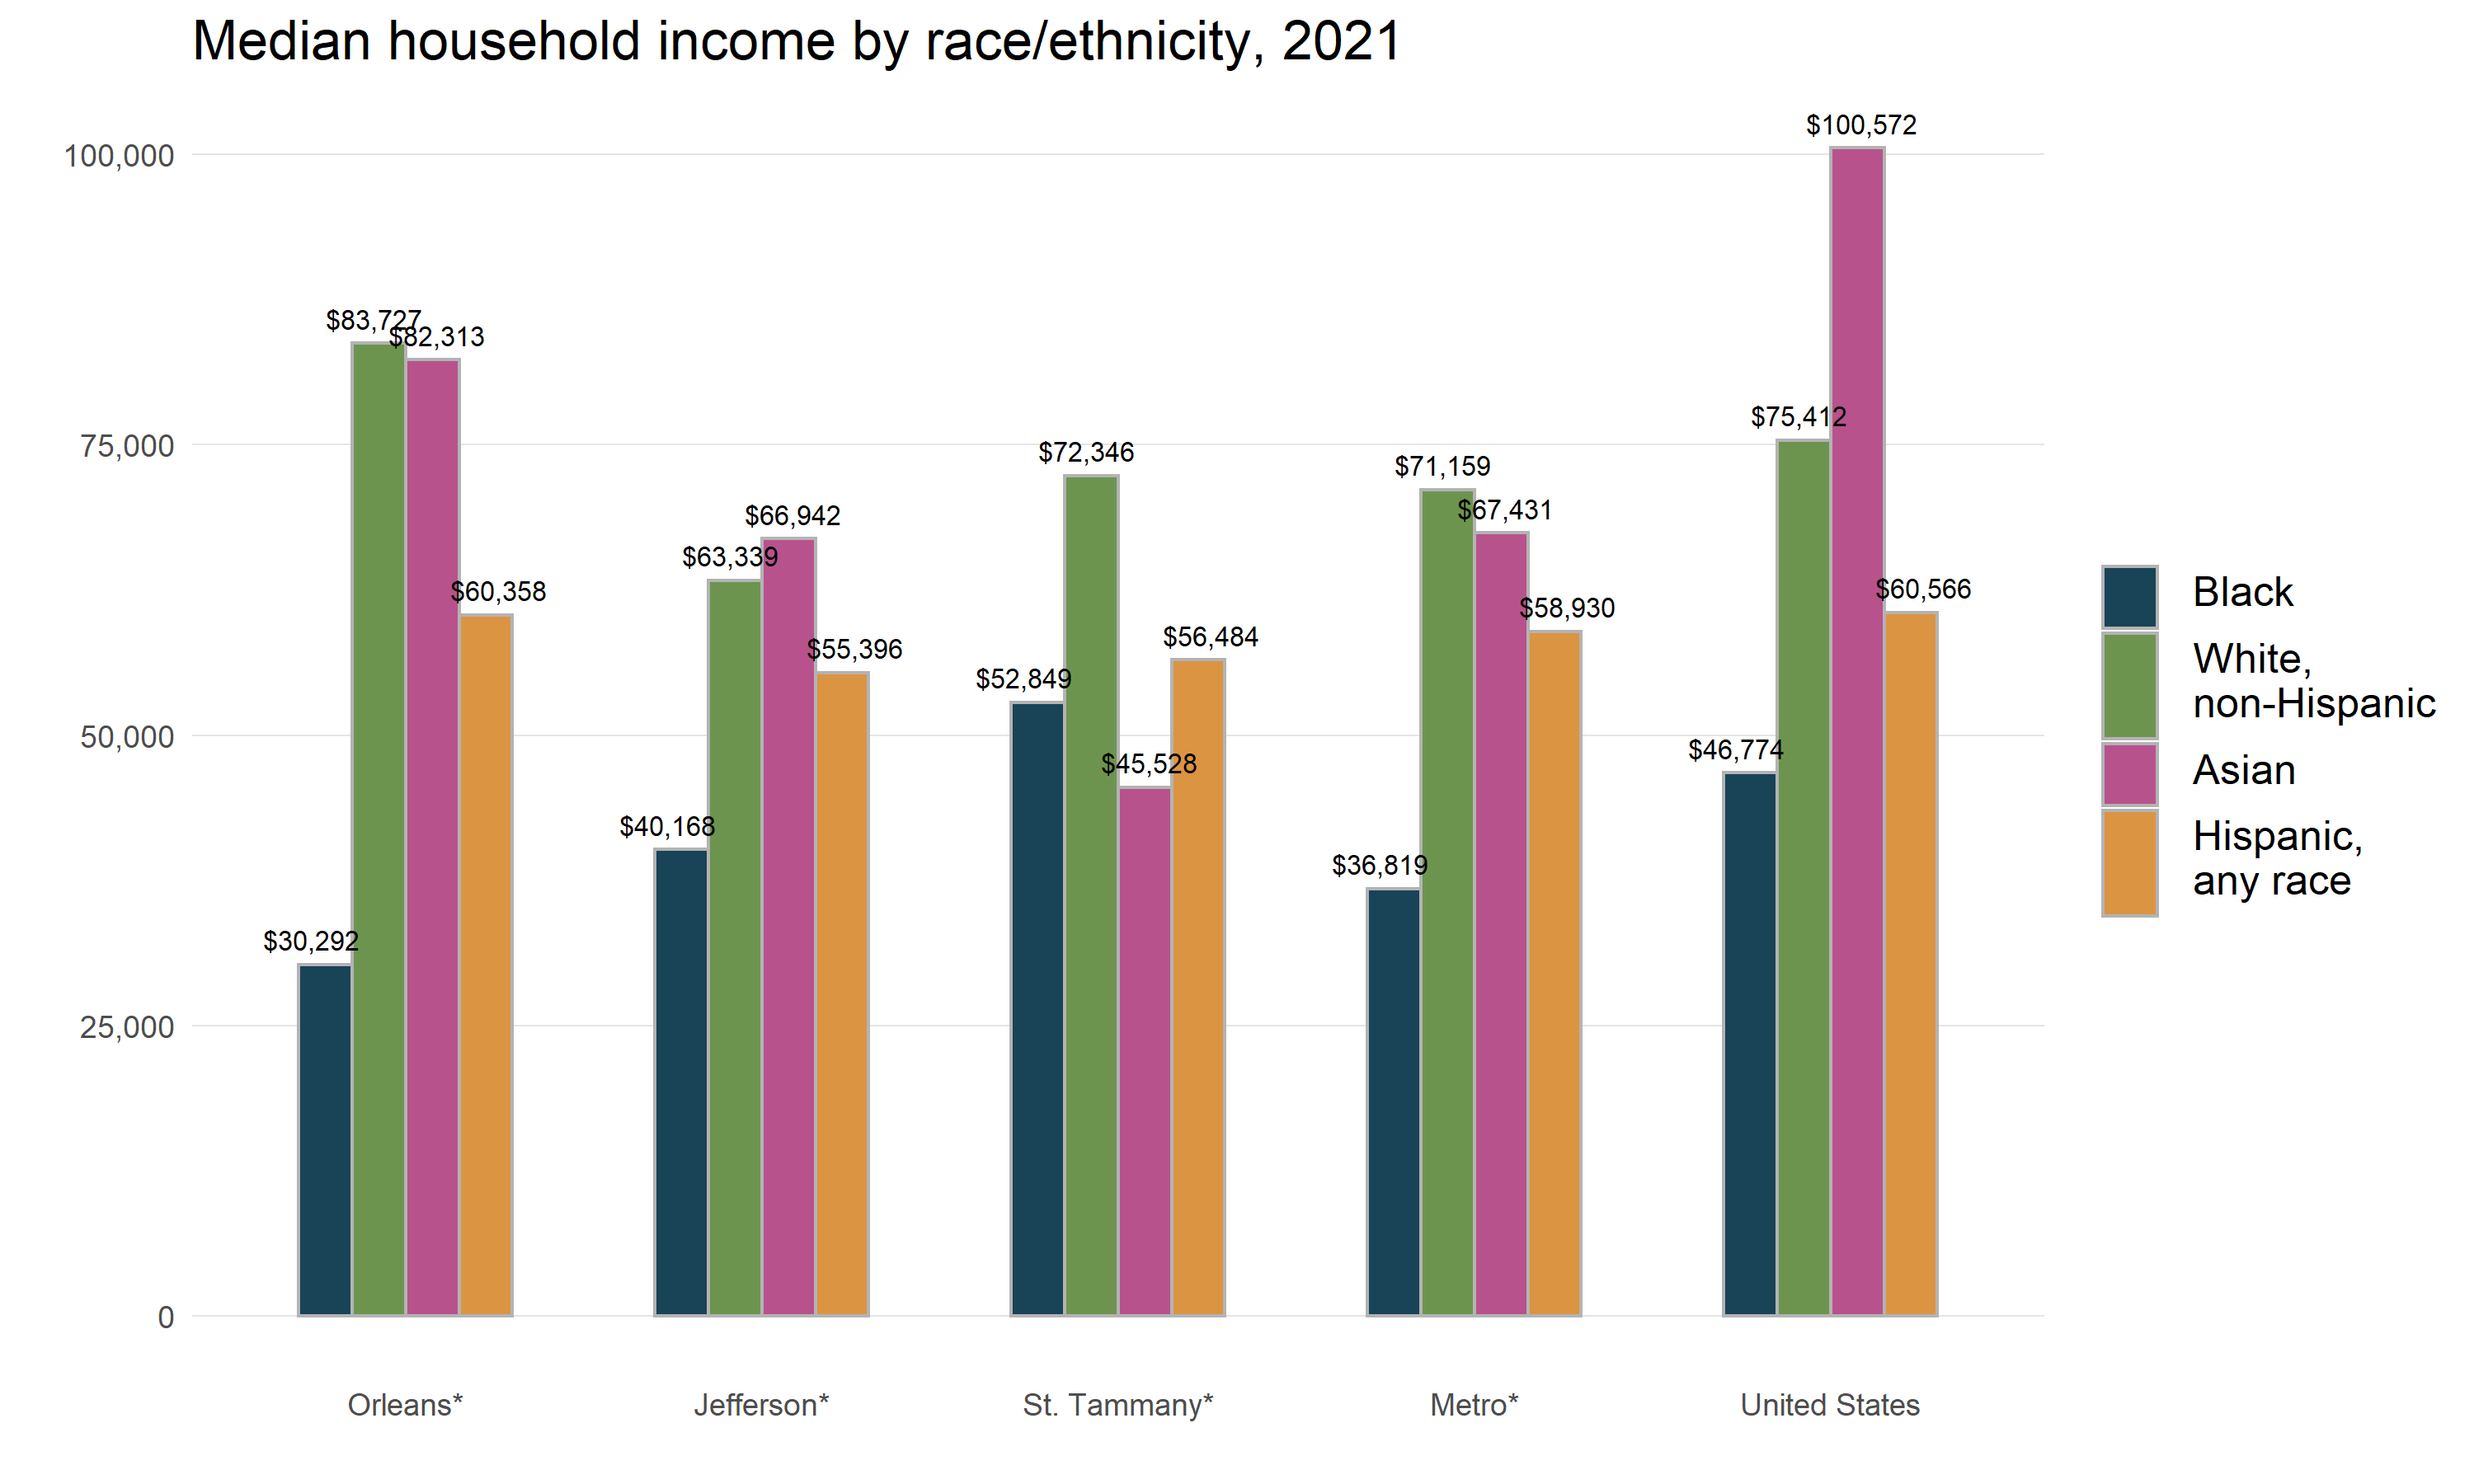 Median household income by race/ethnicity, 2021
100,000
75,000
50,000
25,000
0
$30,292
$83,727
$82,313
$60,358
$40,168
$63,339
$66,942
$55,396
$52,849
$72,346
$45,528
$56,484
$36,819
$71,159
$67,431
$58,930
$46,774
$75,412
$100,572
$60,566
Orleans*
Jefferson*
St. Tammany*
Metro*
United States
Black
White,
non-Hispanic
Asian
Hispanic,
any race